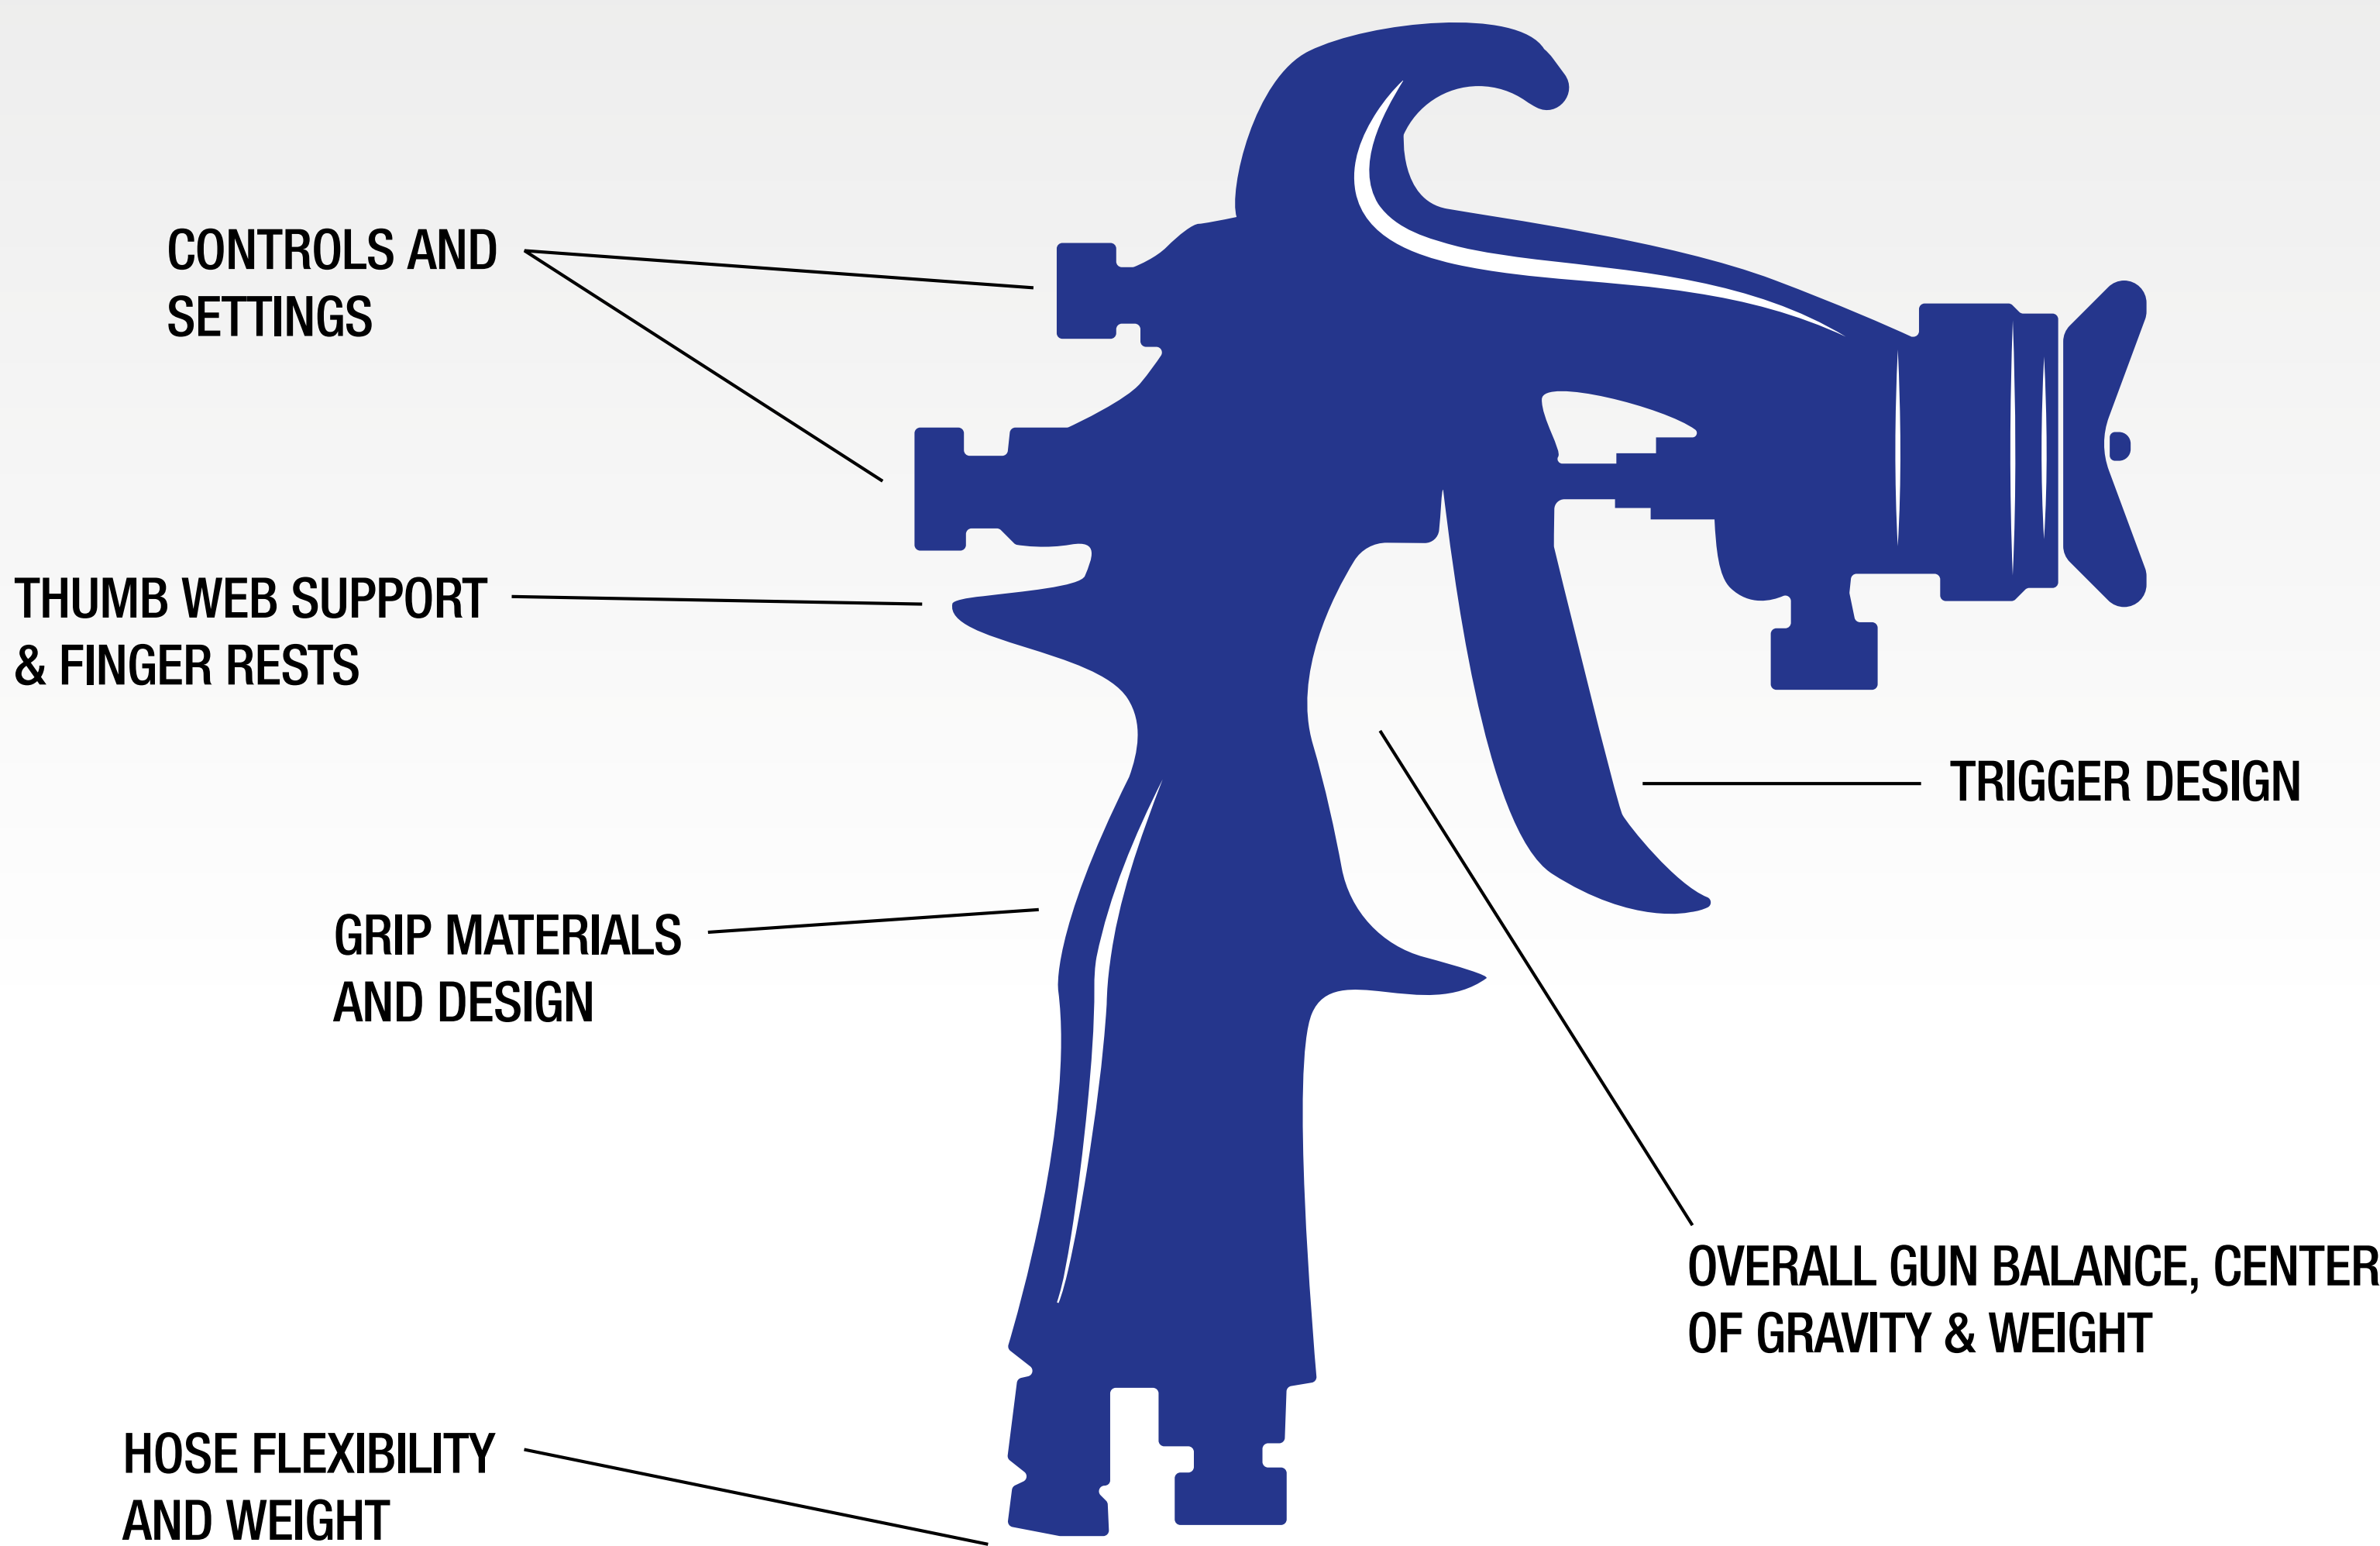 CONTROLS AND
SETTINGS
THUMB WEB SUPPORT
& FINGER RESTS
TRIGGER DESIGN
GRIP MATERIALS
AND DESIGN
OVERALL GUN BALANCE, CENTER
OF GRAVITY & WEIGHT
HOSE FLEXIBILITY
AND WEIGHT